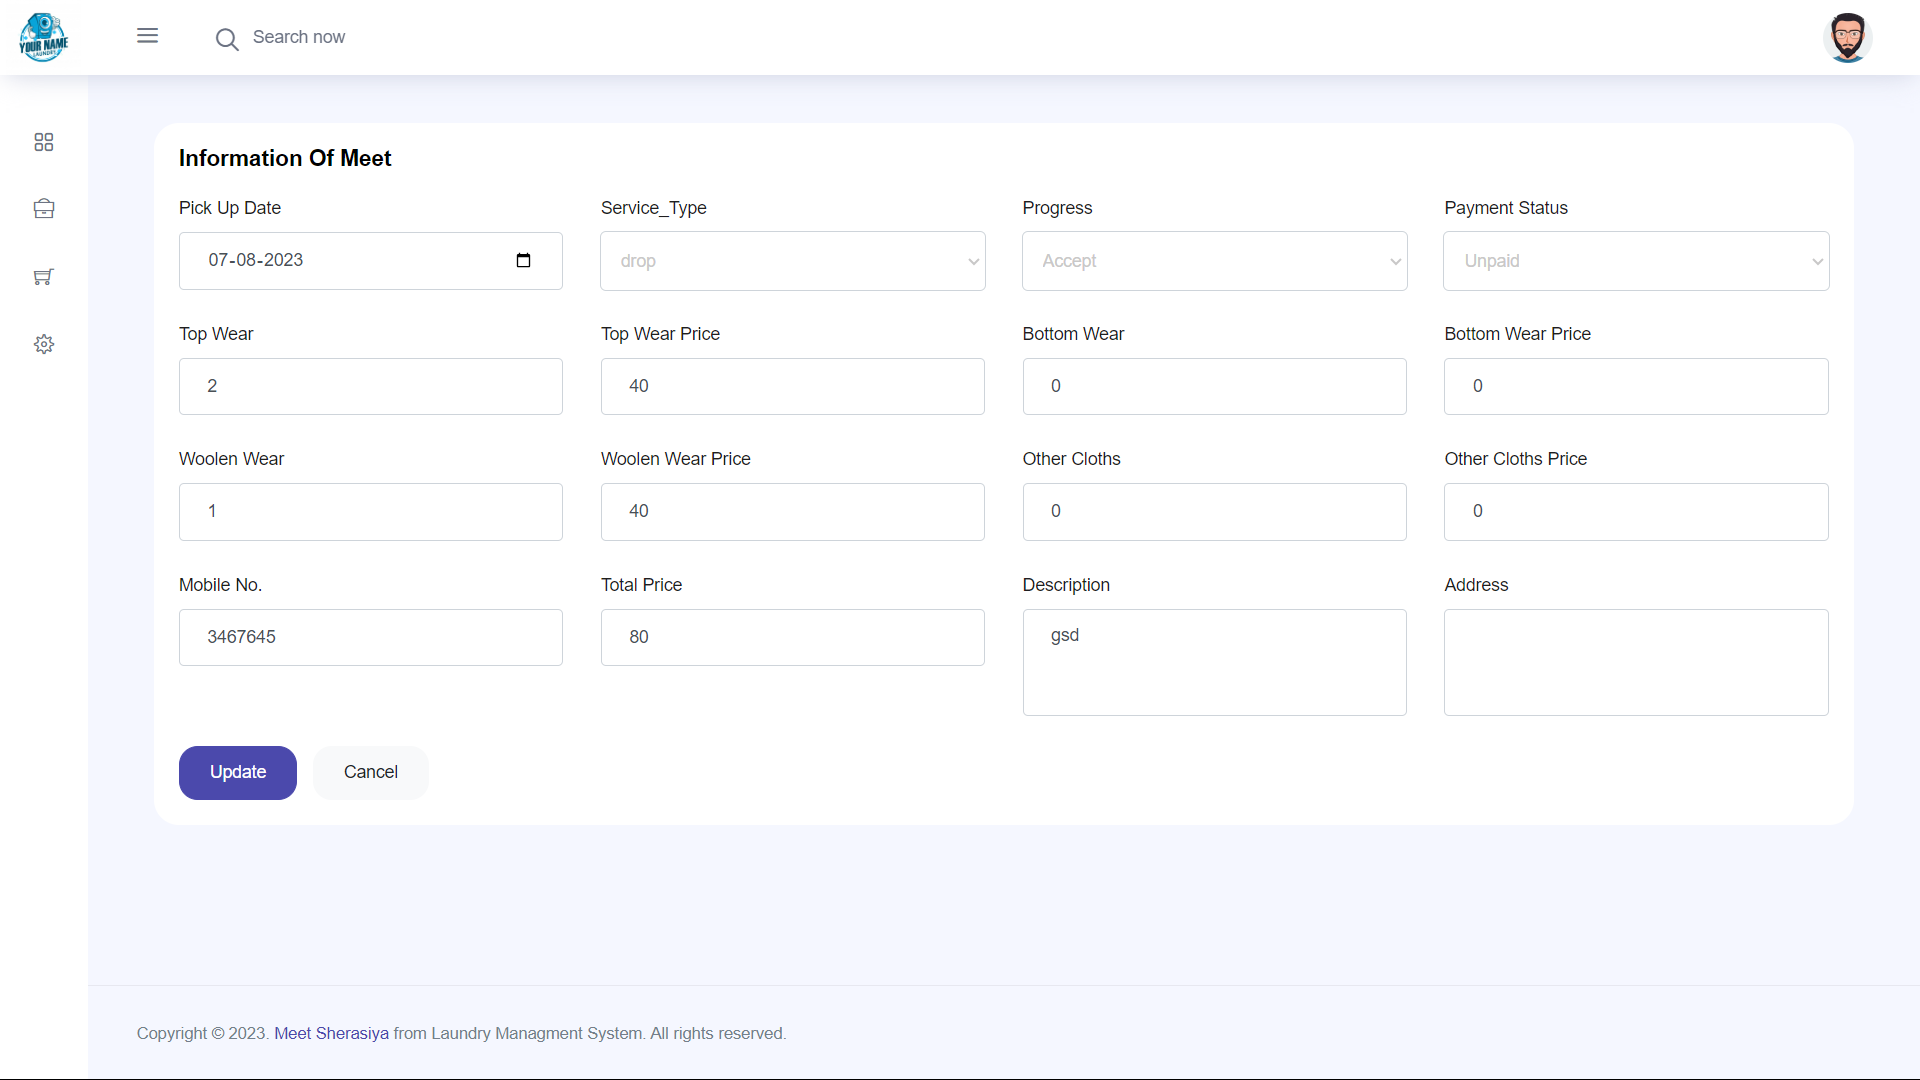 YOUR NAME
LAUNDRY
Search now
Information Of Meet
Pick Up Date
Service_Type
Progress
Payment Status
07-08-2023
drop
Accept
Unpaid
Top Wear
Top Wear Price
Bottom Wear
Bottom Wear Price
2
40
0
0
Woolen Wear
Woolen Wear Price
Other Cloths
Other Cloths Price
1
40
0
0
Mobile No.
Total Price
Description
Address
3467645
80
gsd
Update
Cancel
Copyright © 2023. Meet Sherasiya from Laundry Managment System. All rights reserved.